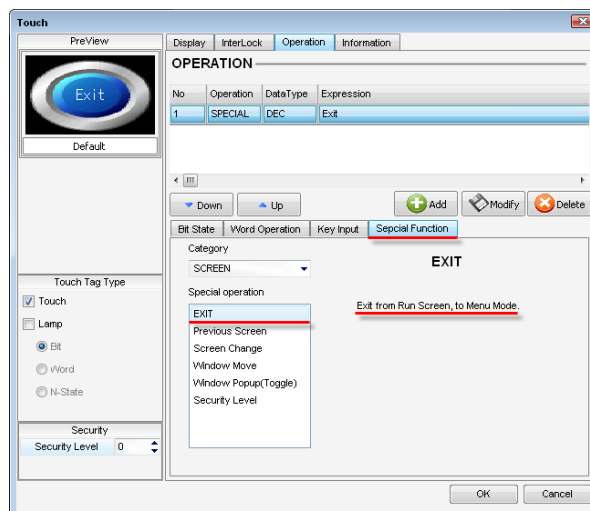 Touch
PreView
Exit
Default
Touch Tag Type
Touch
Lamp
Bit
Word
N-State
Security
Security Level 0
Display InterLock Operation Information
OPERATION
No Operation DataType Expression
1 SPECIAL DEC Exit
Down Up Add Modify Delete
Bit State Word Operation Key Input Sepcial Function
Category
SCREEN
Special operation
EXIT
Previous Screen
Screen Change
Window Move
Window Popup(Toggle)
Security Level
EXIT
Exit from Run Screen, to Menu Mode.
OK Cancel